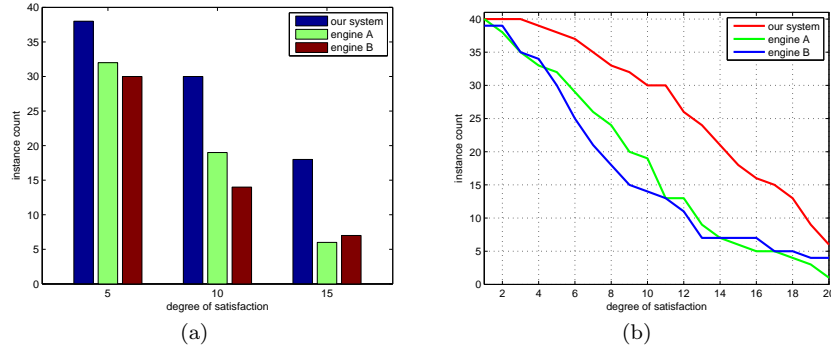 40
35
30
25
20
15
10
5
0
instance count
our system
engine A
engine B
5 10 15
degree of satisfaction
(a)
40
35
30
25
20
15
10
5
0
instance count
our system
engine A
engine B
2 4 6 8 10 12 14 16 18 20
degree of satisfaction
(b)